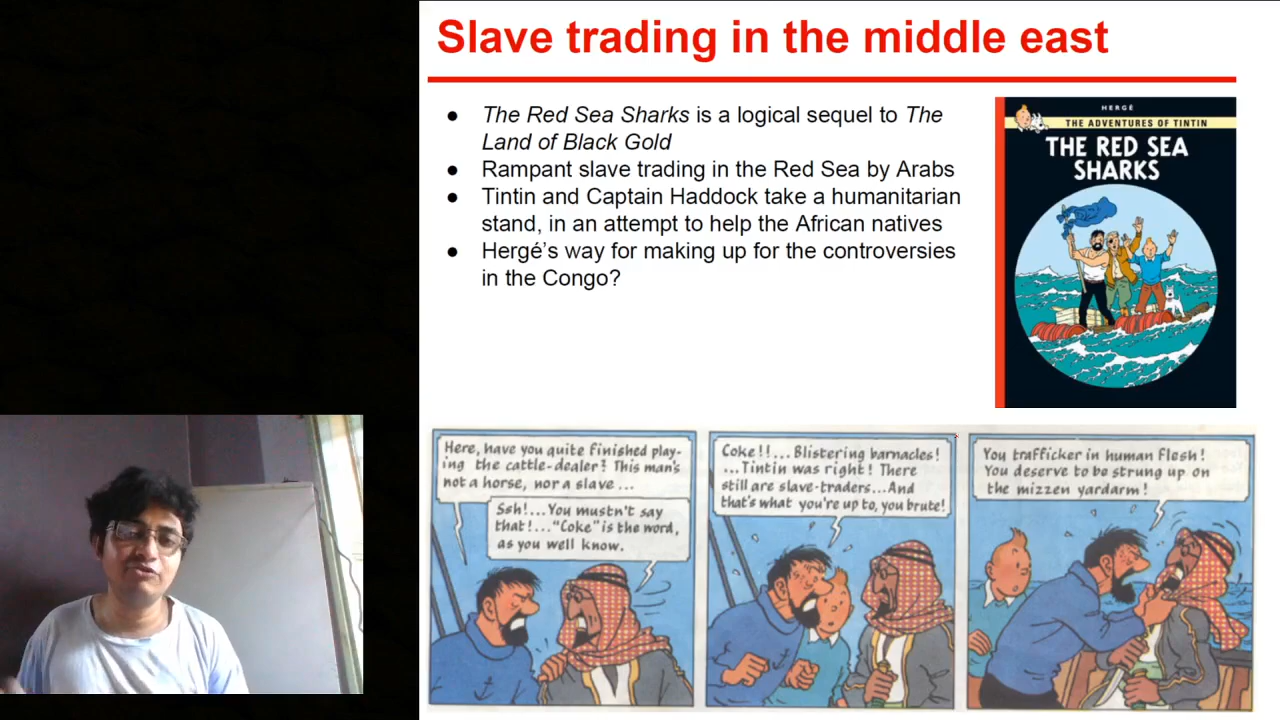 Slave trading in the middle east
● The Red Sea Sharks is a logical sequel to The
Land of Black Gold
● Rampant slave trading in the Red Sea by Arabs
● Tintin and Captain Haddock take a humanitarian
stand, in an attempt to help the African natives
● Hergé’s way for making up for the controversies
in the Congo?
HERGÉ
THE ADVENTURES OF TINTIN
THE RED SEA
SHARKS
Here, have you quite finished play-
ing the cattle-dealer? This man's
not a horse, nor a slave ...
Ssh!... You mustn't say
that!... "Coke" is the word,
as you well know.
Coke!!... Blistering barnacles!
...Tintin was right! There
still are slave-traders...And
that's what you're up to, you brute!
You trafficker in human flesh!
You deserve to be strung up on
the mizzen yardarm!